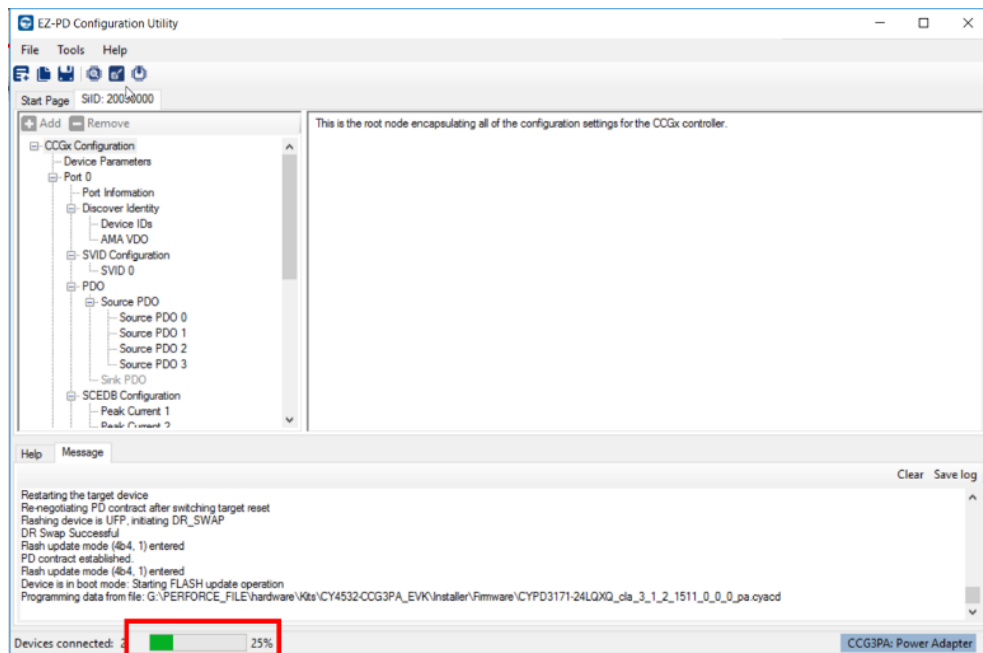 EZ-PD Configuration Utility
File Tools Help
Start Page SIID: 20090000
Add Remove
This is the root node encapsulating all of the configuration settings for the CCGx controller.
CCGx Configuration
Device Parameters
Port 0
Port Information
Discover Identity
Device IDs
AMA VDO
SVID Configuration
SVID 0
PDO
Source PDO
Source PDO 0
Source PDO 1
Source PDO 2
Source PDO 3
Sink PDO
SCEDB Configuration
Peak Current 1
Peak Current 2
Help Message
Clear Save log
Restarting the target device
Re-negotiating PD contract after switching target reset
Flashing device is UFP, initiating DR_SWAP
DR Swap Successful
Flash update mode (4b4, 1) entered
PD contract established.
Flash update mode (4b4, 1) entered
Device is in boot mode: Starting FLASH update operation
Programming data from file: G:\PERFORCE_FILE\hardware\Kits\CY4532-CCG3PA_EVK\Installer\Firmware\CYPD3171-24LQXQ_cla_3_1_2_1511_0_0_0_pa.cyacd
Devices connected: 25%
CCG3PA: Power Adapter